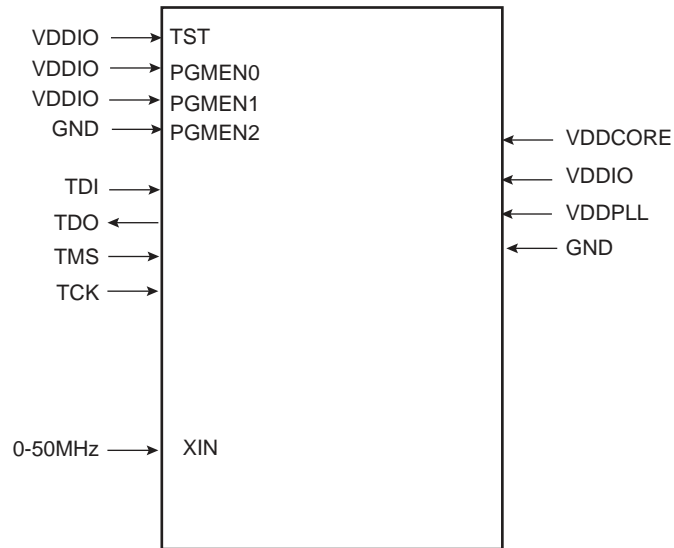 VDDIO TST
VDDIO PGMEN0
VDDIO PGMEN1
GND PGMEN2
VDDCORE
VDDIO
TDI
VDDPLL
TDO
GND
TMS
TCK
0-50MHz XIN